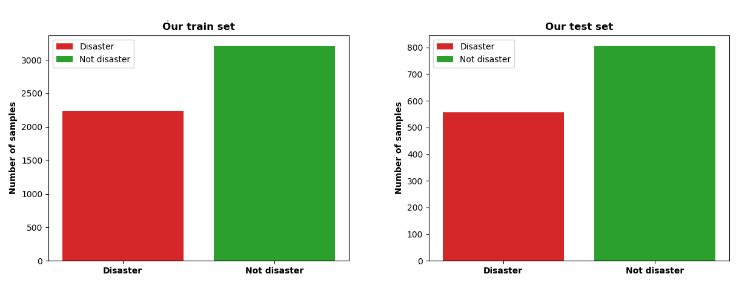 Our train set
Disaster
Not disaster
Number of samples
3000
2500
2000
1500
1000
500
0
Disaster Not disaster
Our test set
Disaster
Not disaster
Number of samples
800
700
600
500
400
300
200
100
0
Disaster Not disaster